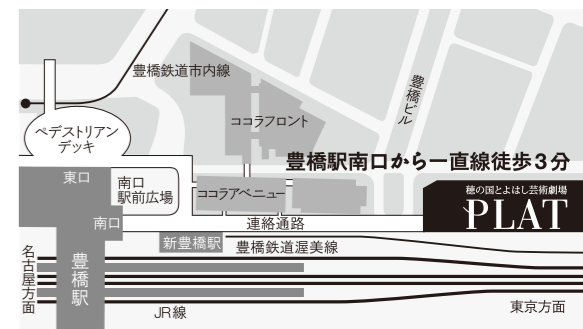 豊橋鉄道市内線
豊橋ビル
ココラフロント
ペデストリアン
デッキ
豊橋駅南口から一直線徒歩3分
東口
南口
駅前広場
ココラアベニュー
穂の国とよはし芸術劇場
PLAT
南口
連絡通路
新豊橋駅
豊橋鉄道渥美線
名古屋方面
豊橋駅
JR線
東京方面